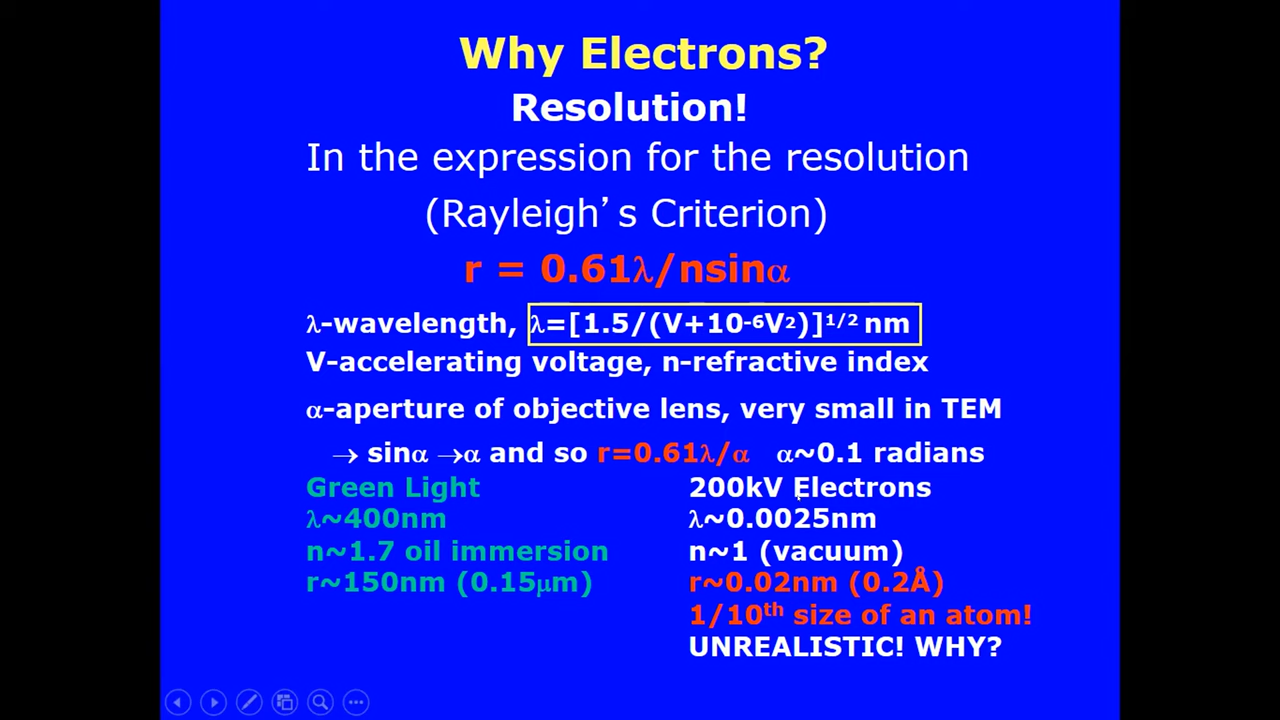 Why Electrons?
Resolution!
In the expression for the resolution
(Rayleigh’s Criterion)
r = 0.61λ/nsinα
λ-wavelength, λ=[1.5/(V+10-6V2)]1/2 nm
V-accelerating voltage, n-refractive index
α-aperture of objective lens, very small in TEM
→ sinα →α and so r=0.61λ/α α~0.1 radians
Green Light
λ~400nm
n~1.7 oil immersion
r~150nm (0.15μm)
200kV Electrons
λ~0.0025nm
n~1 (vacuum)
r~0.02nm (0.2Å)
1/10th size of an atom!
UNREALISTIC! WHY?